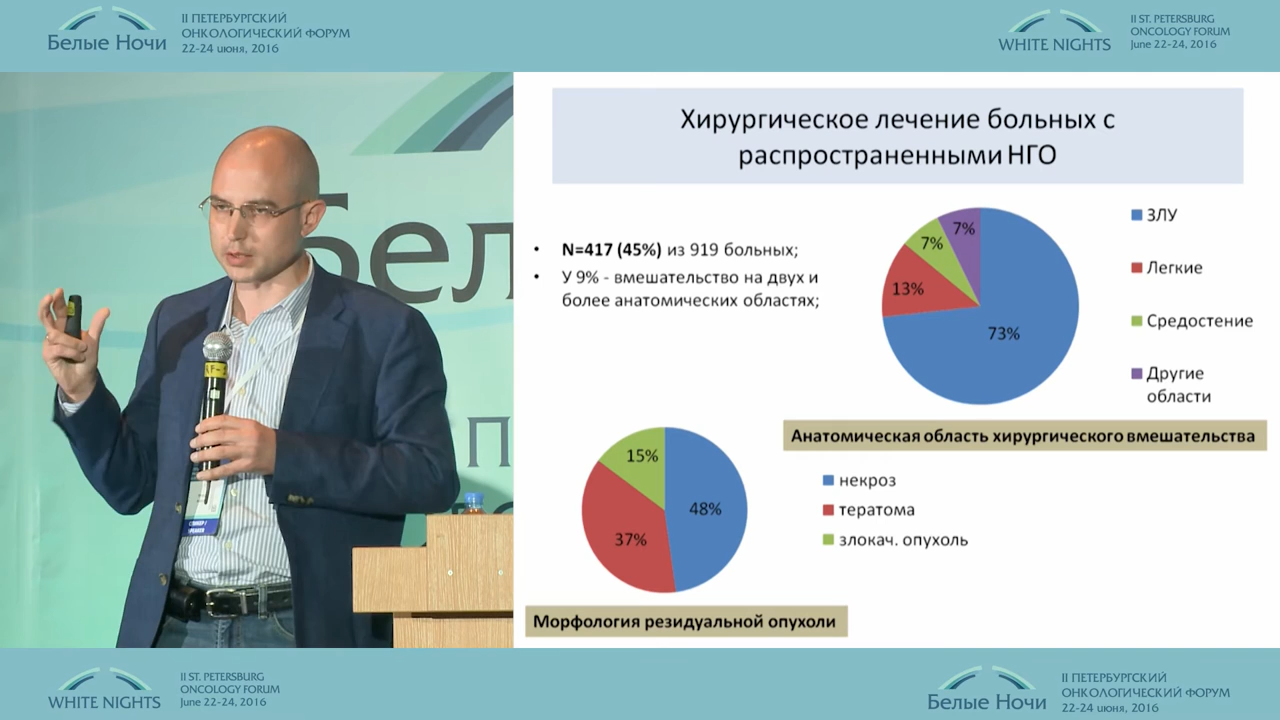 Белые Ночи
II ПЕТЕРБУРГСКИЙ
ОНКОЛОГИЧЕСКИЙ ФОРУМ
22-24 июня, 2016
WHITE NIGHTS
II ST. PETERSBURG
ONCOLOGY FORUM
June 22-24, 2016
Бел
п
Хирургическое лечение больных с
распространенными НГО
• N=417 (45%) из 919 больных;
• У 9% - вмешательство на двух и
более анатомических областях;
7%
7%
13%
73%
ЗЛУ
Легкие
Средостение
Другие
области
Анатомическая область хирургического вмешательства
15%
48%
37%
некроз
тератома
злокач. опухоль
Морфология резидуальной опухоли
WHITE NIGHTS
II ST. PETERSBURG
ONCOLOGY FORUM
June 22-24, 2016
Белые Ночи
II ПЕТЕРБУРГСКИЙ
ОНКОЛОГИЧЕСКИЙ ФОРУМ
22-24 июня, 2016